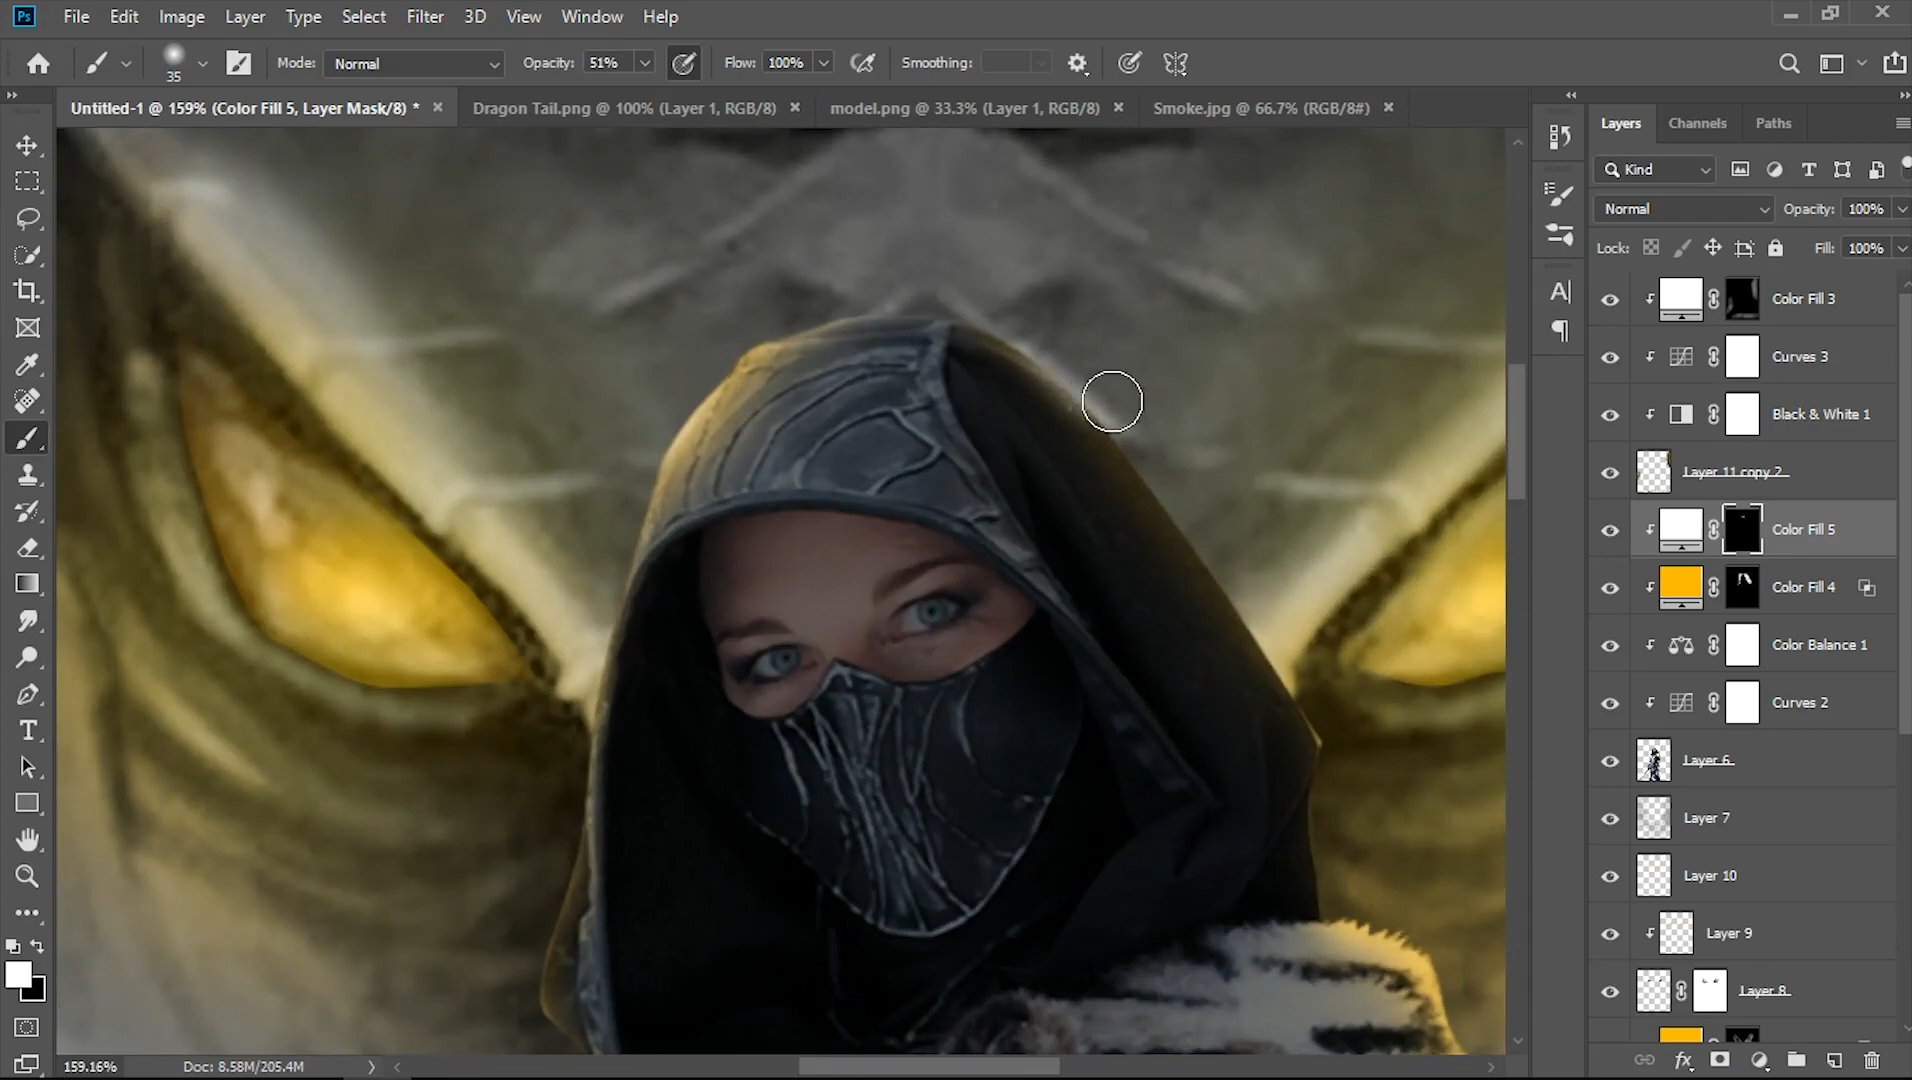 Ps File Edit Image Layer Type Select Filter 3D View Window Help
35 Mode: Normal Opacity: 51% Flow: 100% Smoothing:
Untitled-1 @ 159% (Color Fill 5, Layer Mask/8) * Dragon Tail.png @ 100% (Layer 1, RGB/8) model.png @ 33.3% (Layer 1, RGB/8) Smoke.jpg @ 66.7% (RGB/8#)
Layers Channels Paths
Kind
Normal Opacity: 100%
Lock: Fill: 100%
Color Fill 3
Curves 3
Black & White 1
Layer 11 copy 2
Color Fill 5
Color Fill 4
Color Balance 1
Curves 2
Layer 6
Layer 7
Layer 10
Layer 9
Layer 8
159.16% Doc: 8.58M/205.4M